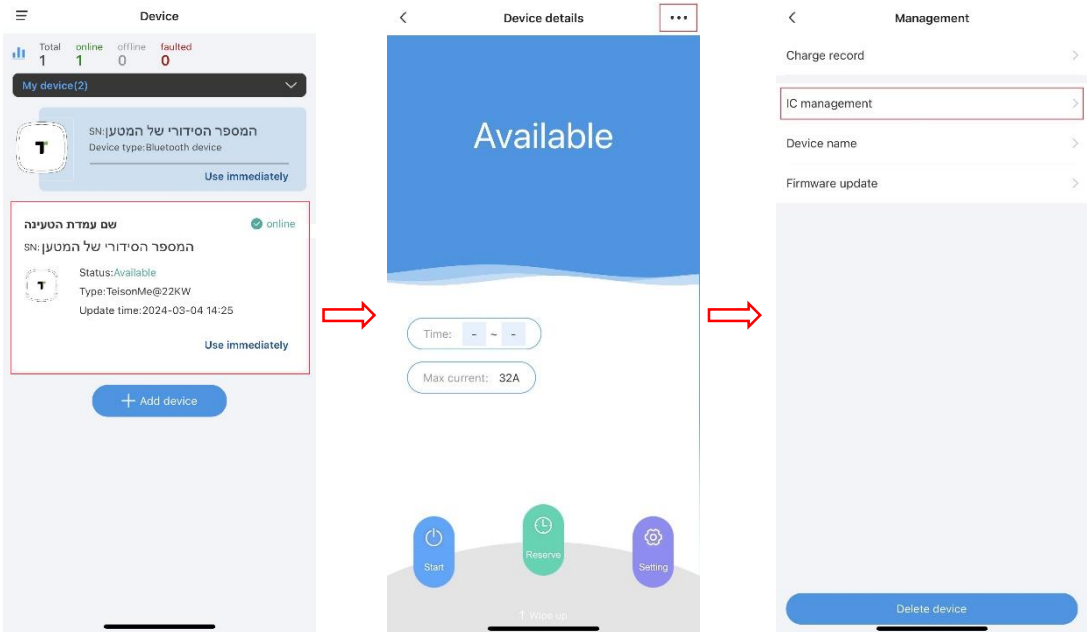 Device
Total online offline faulted
1 1 0 0
My device(2)
T
SN:המספר הסידורי של המטען
Device type:Bluetooth device
Use immediately
שם עמדת הטעינה
online
SN:המספר הסידורי של המטען
T
Status:Available
Type:TeisonMe@22KW
Update time:2024-03-04 14:25
Use immediately
+ Add device
Device details
Available
Time: - ~ -
Max current: 32A
Start
Reserve
Setting
Wipe up
Management
Charge record
IC management
Device name
Firmware update
Delete device